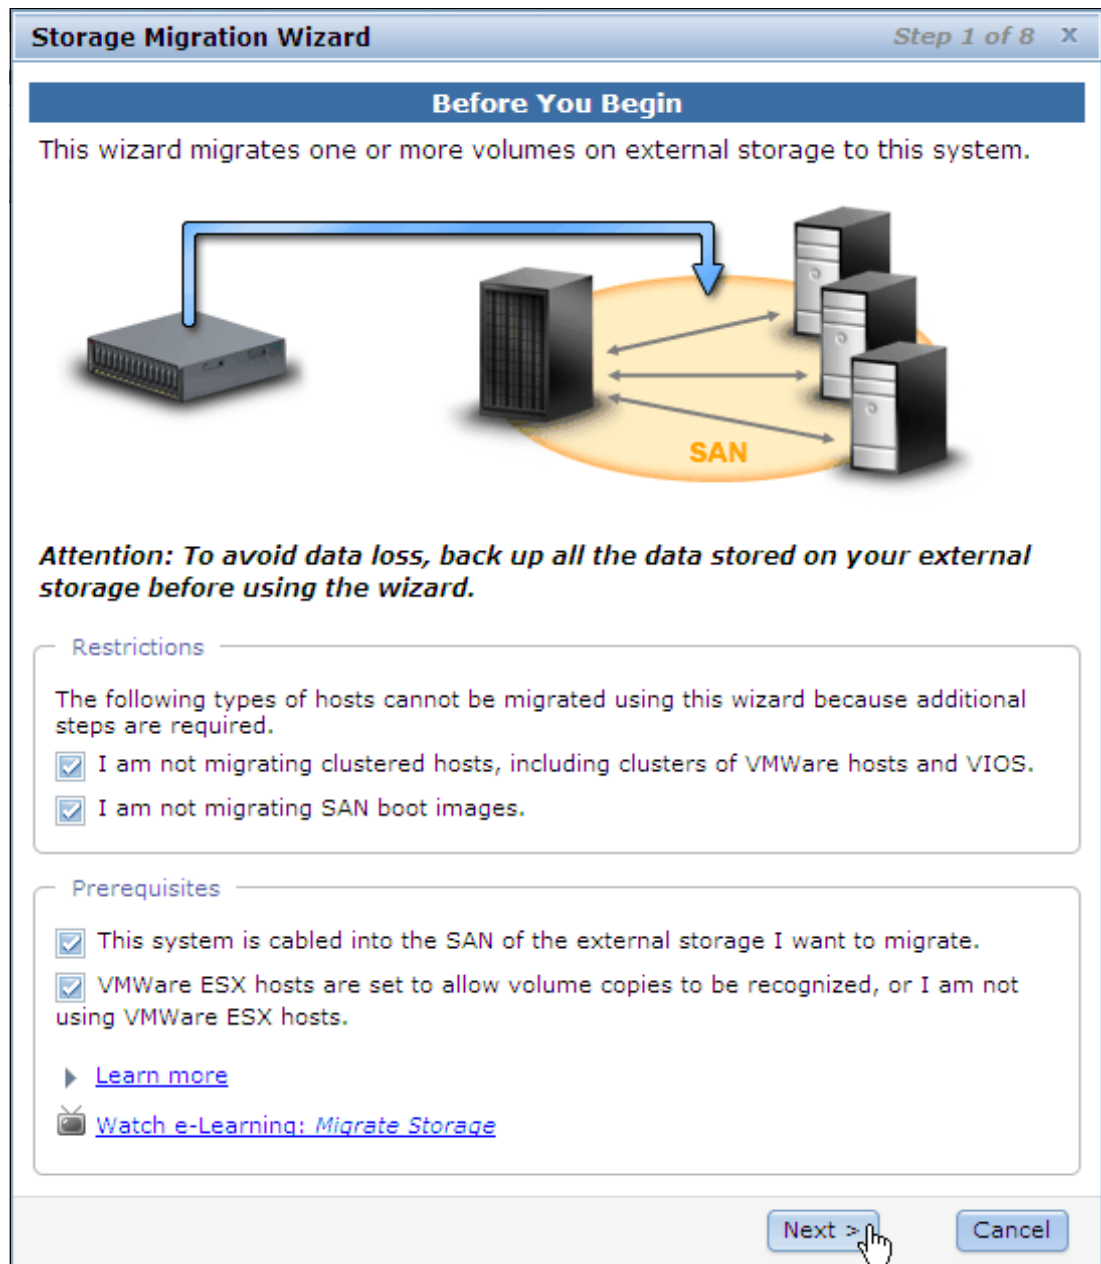 Storage Migration Wizard
Step 1 of 8 x
Before You Begin
This wizard migrates one or more volumes on external storage to this system.
SAN
Attention: To avoid data loss, back up all the data stored on your external
storage before using the wizard.
Restrictions
The following types of hosts cannot be migrated using this wizard because additional
steps are required.
I am not migrating clustered hosts, including clusters of VMWare hosts and VIOS.
I am not migrating SAN boot images.
Prerequisites
This system is cabled into the SAN of the external storage I want to migrate.
VMWare ESX hosts are set to allow volume copies to be recognized, or I am not
using VMWare ESX hosts.
Learn more
Watch e-Learning: Migrate Storage
Next >
Cancel